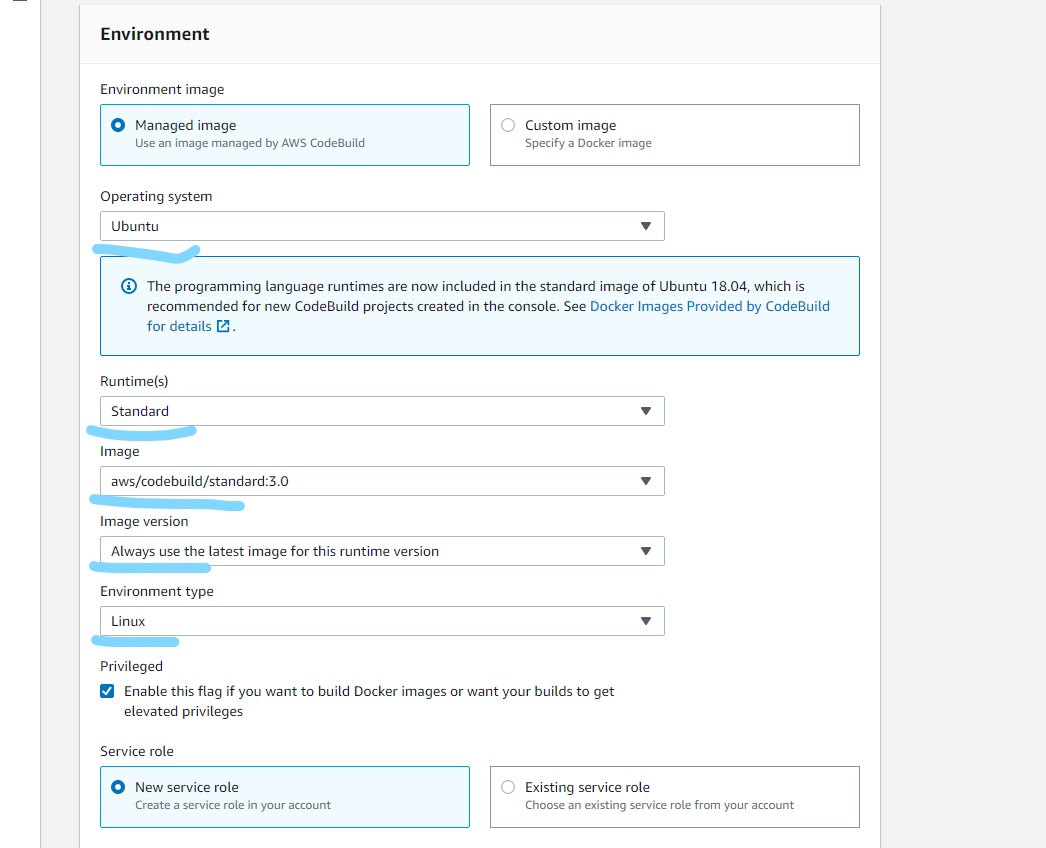 Environment
Environment image
Managed image
Use an image managed by AWS CodeBuild
Custom image
Specify a Docker image
Operating system
Ubuntu
The programming language runtimes are now included in the standard image of Ubuntu 18.04, which is
recommended for new CodeBuild projects created in the console. See Docker Images Provided by CodeBuild
for details .
Runtime(s)
Standard
Image
aws/codebuild/standard:3.0
Image version
Always use the latest image for this runtime version
Environment type
Linux
Privileged
Enable this flag if you want to build Docker images or want your builds to get
elevated privileges
Service role
New service role
Create a service role in your account
Existing service role
Choose an existing service role from your account